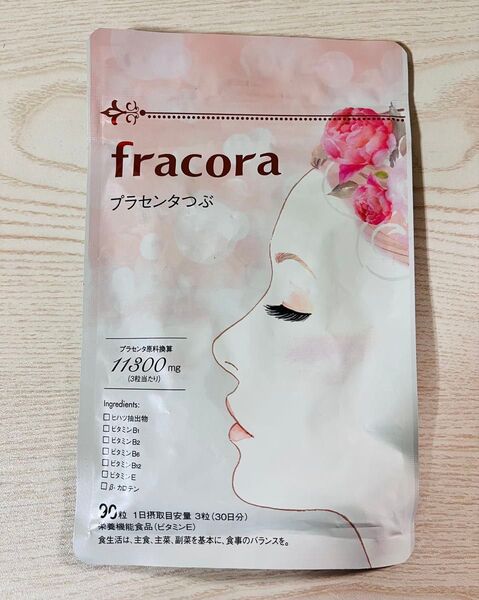 fracora
プラセンタつぶ
プラセンタ原料換算
11300mg
(3粒当たり)
Ingredients:
□ ヒハツ抽出物
□ ビタミンB1
□ ビタミンB2
□ ビタミンB6
□ ビタミンB12
□ ビタミンE
□ β-カロテン
90粒 1日摂取目安量 3粒(30日分)
栄養機能食品(ビタミンE)
食生活は、主食、主菜、副菜を基本に、食事のバランスを。